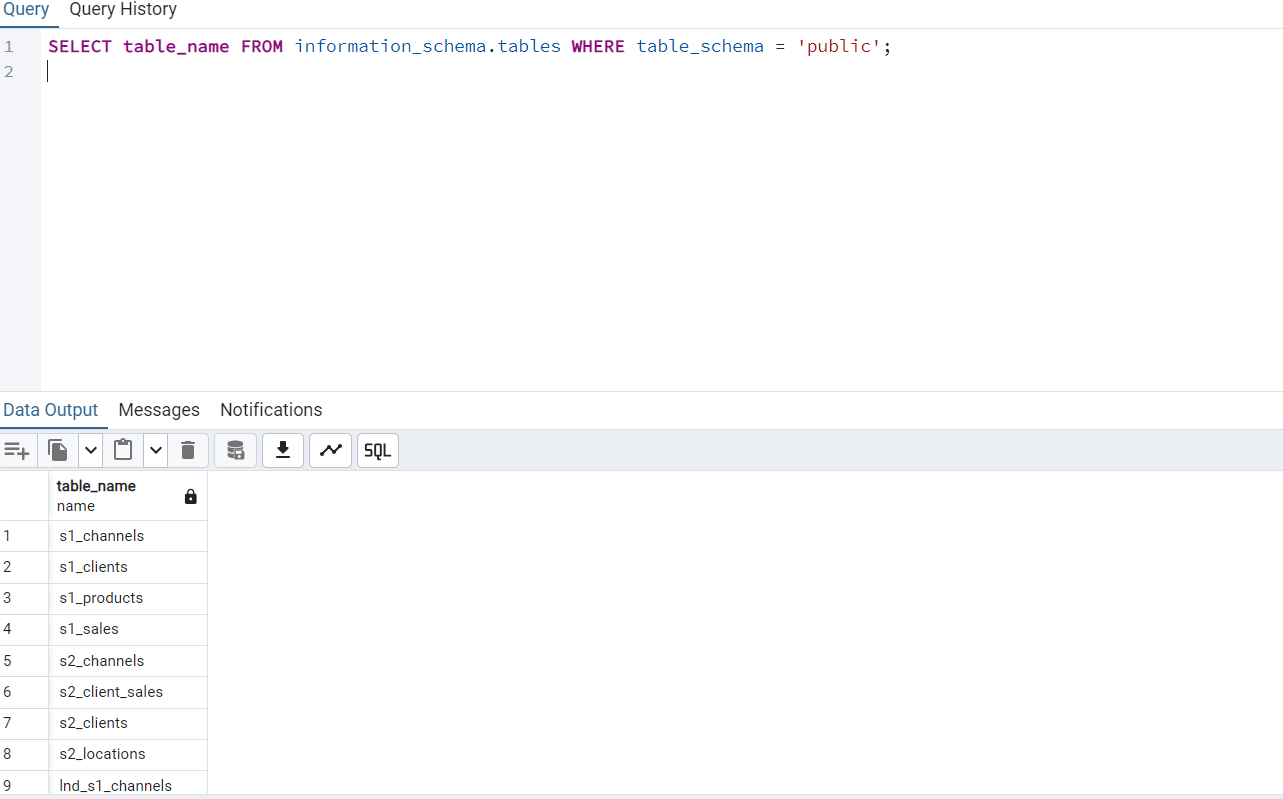 Query Query History
1 SELECT table_name FROM information_schema.tables WHERE table_schema = 'public';
2
Data Output Messages Notifications
SQL
table_name
name
1 s1_channels
2 s1_clients
3 s1_products
4 s1_sales
5 s2_channels
6 s2_client_sales
7 s2_clients
8 s2_locations
9 lnd_s1_channels